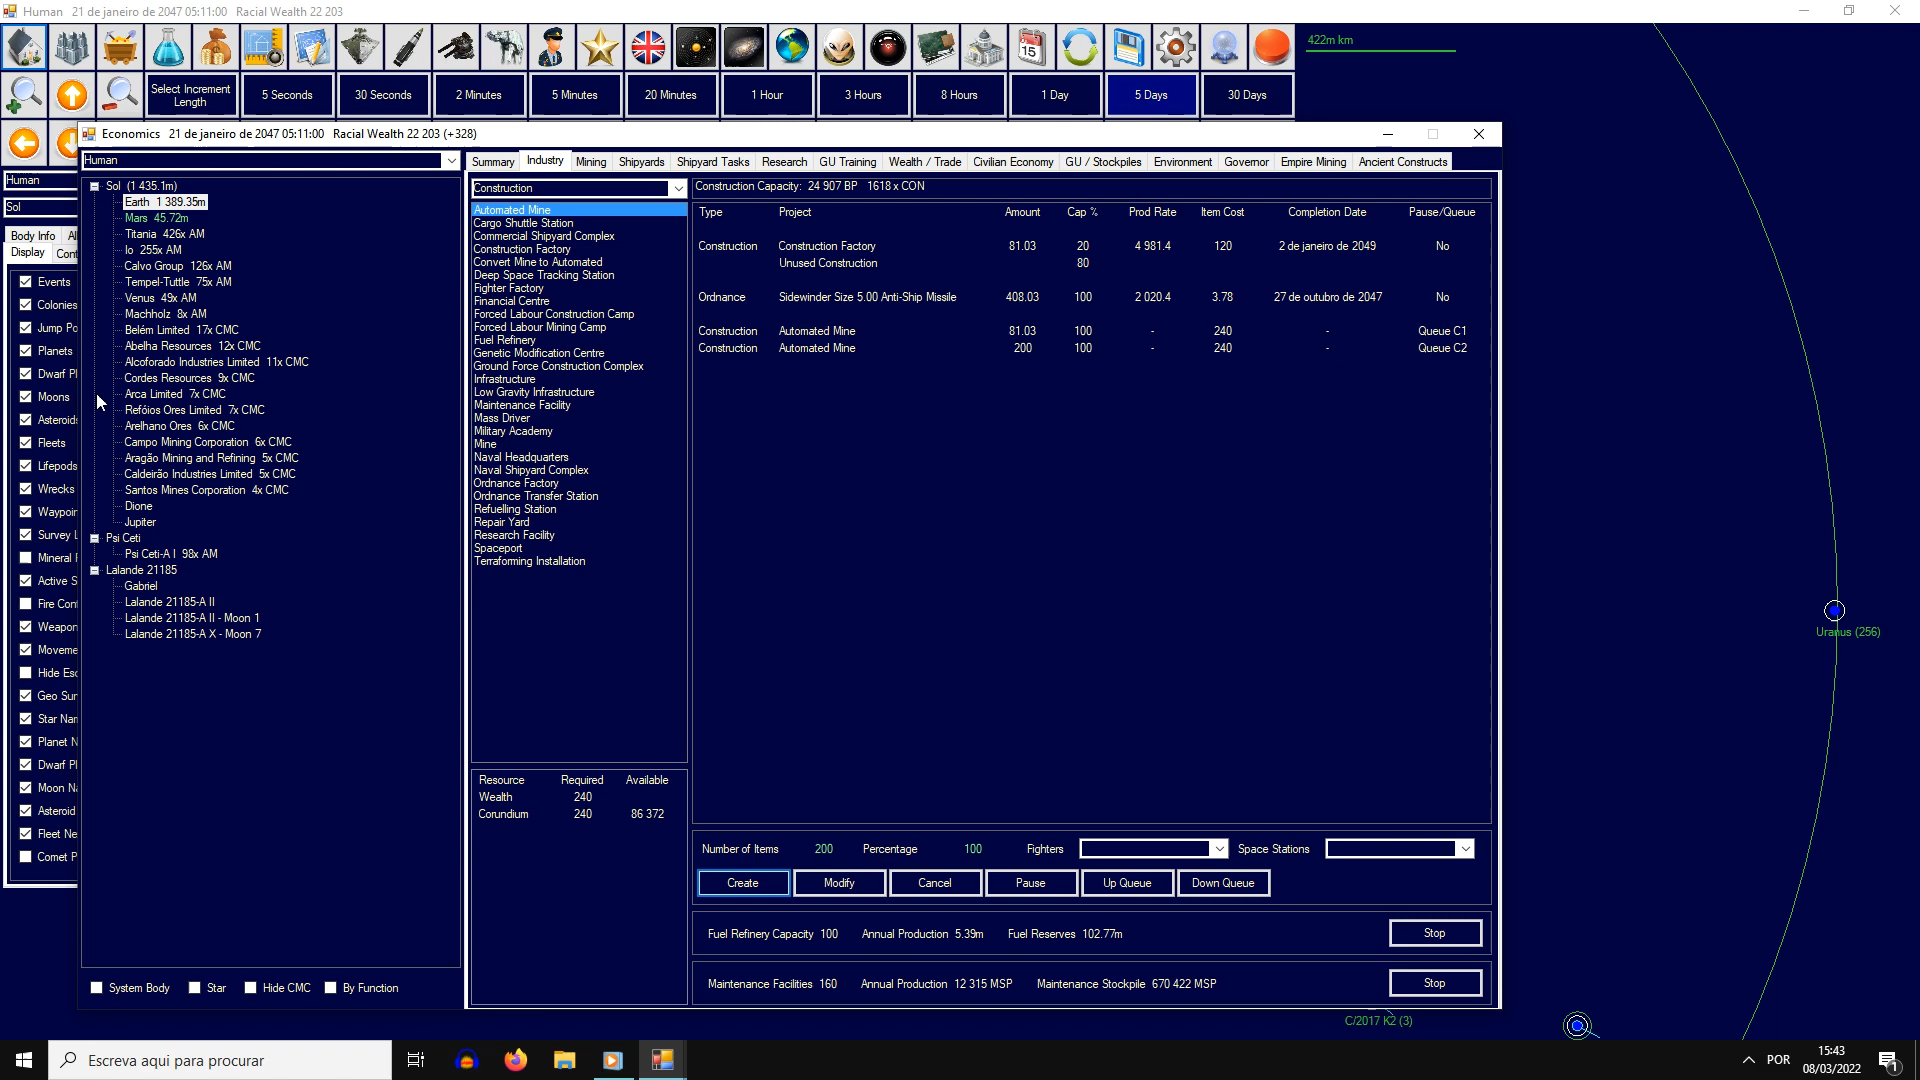 Human 21 de janeiro de 2047 05:11:00 Racial Wealth 22 203
15
422m km
Select Increment Length
5 Seconds
30 Seconds
2 Minutes
5 Minutes
20 Minutes
1 Hour
3 Hours
8 Hours
1 Day
5 Days
30 Days
Economics 21 de janeiro de 2047 05:11:00 Racial Wealth 22 203 (+328)
Human
Sol
Body Info
Display
Events
Colonies
Planets
Moons
Fleets
Lifepods
Wrecks
Human
Sol (1 435.1m)
Earth 1 389.35m
Mars 45.72m
Titania 426x AM
Io 255x AM
Calvo Group 126x AM
Tempel-Tuttle 75x AM
Venus 49x AM
Machholz 8x AM
Belém Limited 17x CMC
Abelha Resources 12x CMC
Alcoforado Industries Limited 11x CMC
Cordes Resources 9x CMC
Arca Limited 7x CMC
Refóios Ores Limited 7x CMC
Arelhano Ores 6x CMC
Campo Mining Corporation 6x CMC
Aragão Mining and Refining 5x CMC
Caldeirão Industries Limited 5x CMC
Santos Mines Corporation 4x CMC
Dione
Jupiter
Psi Ceti
Psi Ceti-A I 98x AM
Lalande 21185
Gabriel
Lalande 21185-A II
Lalande 21185-A II - Moon 1
Lalande 21185-A X - Moon 7
System Body
Star
Hide CMC
By Function
Summary
Industry
Mining
Shipyards
Shipyard Tasks
Research
GU Training
Wealth / Trade
Civilian Economy
GU / Stockpiles
Environment
Governor
Empire Mining
Ancient Constructs
Construction
Automated Mine
Cargo Shuttle Station
Commercial Shipyard Complex
Construction Factory
Convert Mine to Automated
Deep Space Tracking Station
Fighter Factory
Financial Centre
Forced Labour Construction Camp
Forced Labour Mining Camp
Fuel Refinery
Genetic Modification Centre
Ground Force Construction Complex
Infrastructure
Low Gravity Infrastructure
Maintenance Facility
Mass Driver
Military Academy
Mine
Naval Headquarters
Naval Shipyard Complex
Ordnance Factory
Ordnance Transfer Station
Refuelling Station
Repair Yard
Research Facility
Spaceport
Terraforming Installation
Resource Required Available
Wealth 240
Corundium 240 86 372
Construction Capacity: 24 907 BP 1618 x CON
Type Project Amount Cap % Prod Rate Item Cost Completion Date Pause/Queue
Construction Construction Factory 81.03 20 4 981.4 120 2 de janeiro de 2049 No
Unused Construction 80
Ordnance Sidewinder Size 5.00 Anti-Ship Missile 408.03 100 2 020.4 3.78 27 de outubro de 2047 No
Construction Automated Mine 81.03 100 - 240 - Queue C1
Construction Automated Mine 200 100 - 240 - Queue C2
Number of Items 200 Percentage 100 Fighters Space Stations
Create
Modify
Cancel
Pause
Up Queue
Down Queue
Fuel Refinery Capacity 100 Annual Production 5.39m Fuel Reserves 102.77m Stop
Maintenance Facilities 160 Annual Production 12 315 MSP Maintenance Stockpile 670 422 MSP Stop
Uranus (256)
C/2017 K2 (3)
Escreva aqui para procurar
POR
15:43
08/03/2022
1